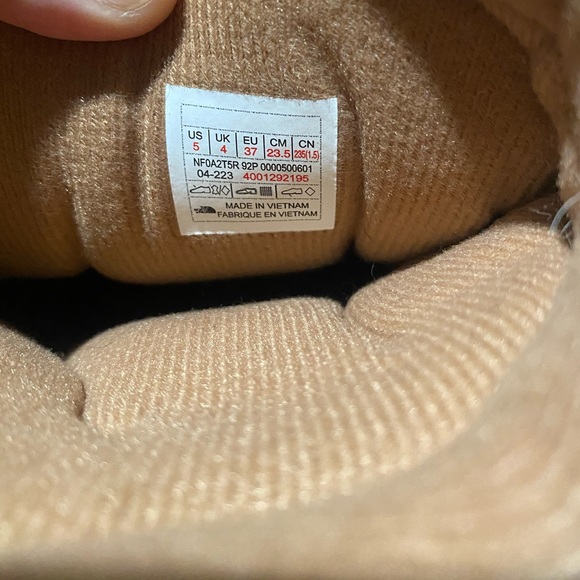 US UK EU CM CN
5 4 37 23.5 235(1.5)
NF0A2T5R 92P 0000500601
04-223 4001292195
MADE IN VIETNAM
FABRIQUE EN VIETNAM